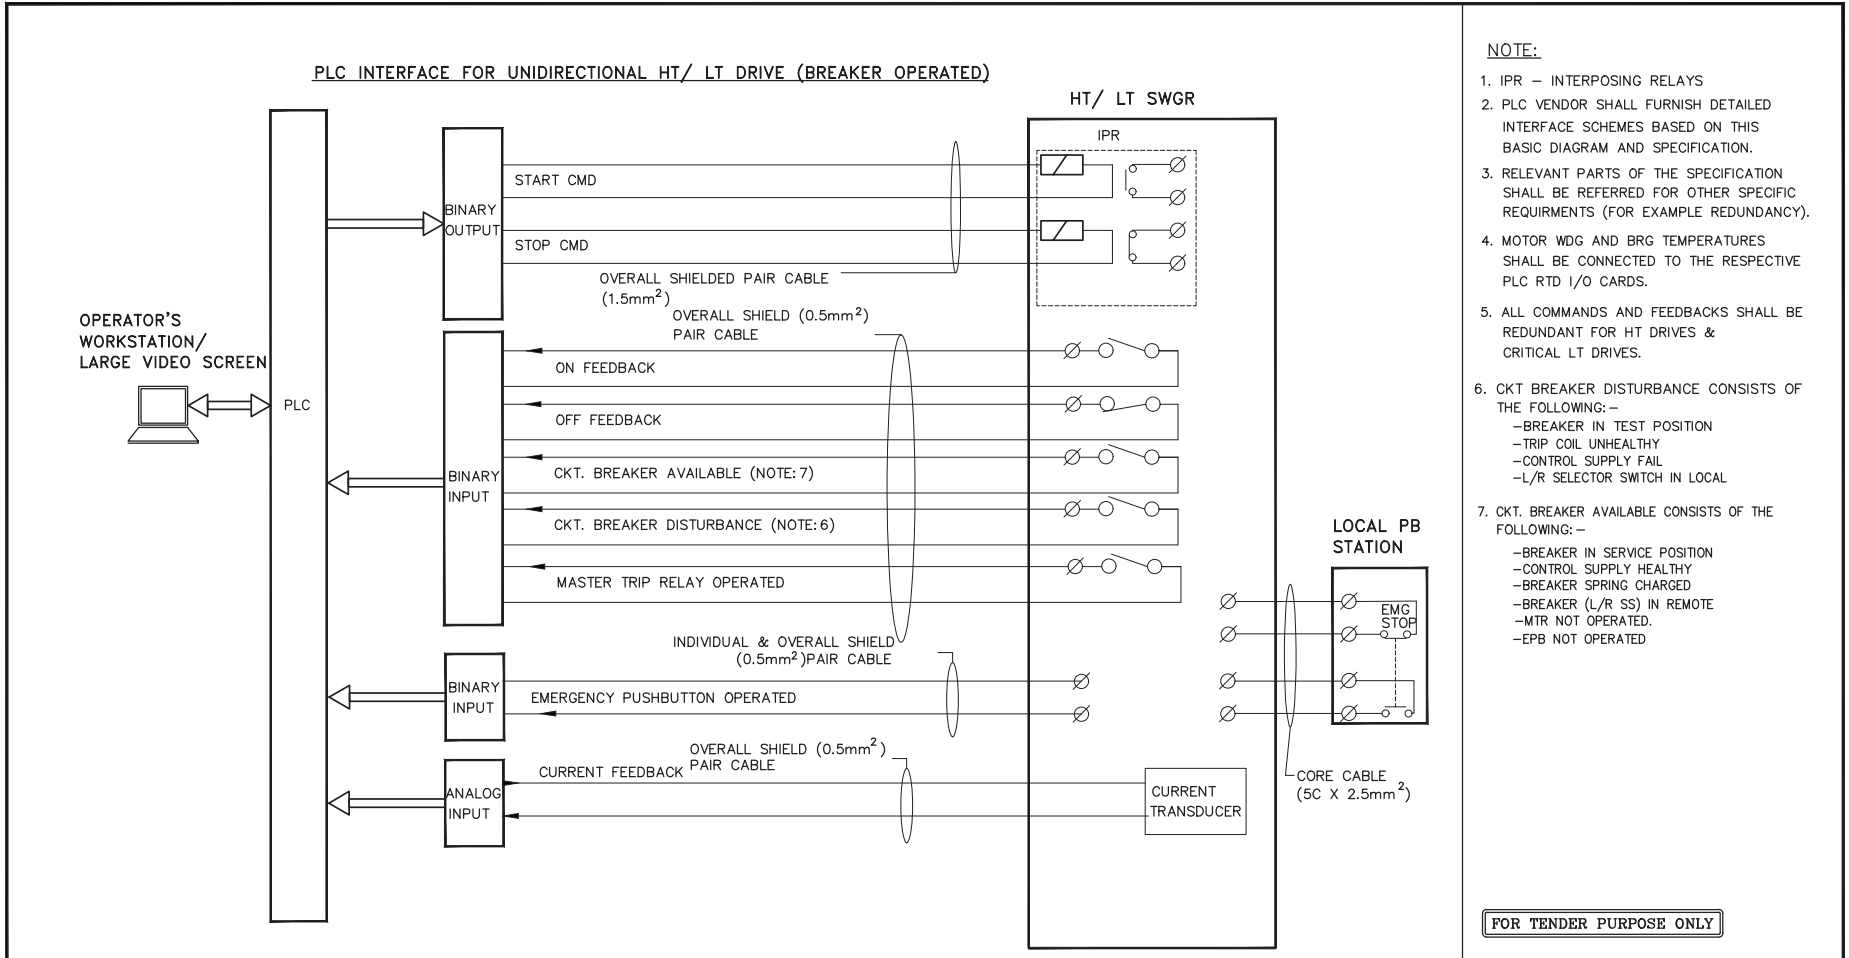 PLC INTERFACE FOR UNIDIRECTIONAL HT/ LT DRIVE (BREAKER OPERATED)
HT/ LT SWGR
IPR
START CMD
BINARY
OUTPUT
STOP CMD
OVERALL SHIELDED PAIR CABLE
(1.5mm²)
OVERALL SHIELD (0.5mm²)
PAIR CABLE
OPERATOR'S
WORKSTATION/
LARGE VIDEO SCREEN
PLC
ON FEEDBACK
OFF FEEDBACK
BINARY
INPUT
CKT. BREAKER AVAILABLE (NOTE:7)
CKT. BREAKER DISTURBANCE (NOTE:6)
MASTER TRIP RELAY OPERATED
LOCAL PB
STATION
EMG
STOP
INDIVIDUAL & OVERALL SHIELD
(0.5mm²)PAIR CABLE
BINARY
INPUT
EMERGENCY PUSHBUTTON OPERATED
OVERALL SHIELD (0.5mm²)
PAIR CABLE
CURRENT FEEDBACK
ANALOG
INPUT
CURRENT
TRANSDUCER
CORE CABLE
(5C X 2.5mm²)
NOTE:
1. IPR – INTERPOSING RELAYS
2. PLC VENDOR SHALL FURNISH DETAILED
INTERFACE SCHEMES BASED ON THIS
BASIC DIAGRAM AND SPECIFICATION.
3. RELEVANT PARTS OF THE SPECIFICATION
SHALL BE REFERRED FOR OTHER SPECIFIC
REQUIRMENTS (FOR EXAMPLE REDUNDANCY).
4. MOTOR WDG AND BRG TEMPERATURES
SHALL BE CONNECTED TO THE RESPECTIVE
PLC RTD I/O CARDS.
5. ALL COMMANDS AND FEEDBACKS SHALL BE
REDUNDANT FOR HT DRIVES &
CRITICAL LT DRIVES.
6. CKT BREAKER DISTURBANCE CONSISTS OF
THE FOLLOWING:–
–BREAKER IN TEST POSITION
–TRIP COIL UNHEALTHY
–CONTROL SUPPLY FAIL
–L/R SELECTOR SWITCH IN LOCAL
7. CKT. BREAKER AVAILABLE CONSISTS OF THE
FOLLOWING:–
–BREAKER IN SERVICE POSITION
–CONTROL SUPPLY HEALTHY
–BREAKER SPRING CHARGED
–BREAKER (L/R SS) IN REMOTE
–MTR NOT OPERATED.
–EPB NOT OPERATED
FOR TENDER PURPOSE ONLY